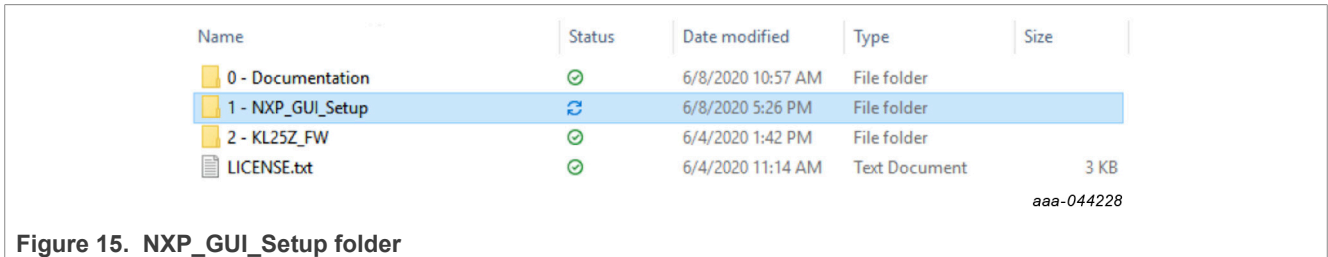 Name Status Date modified Type Size
0 - Documentation 6/8/2020 10:57 AM File folder
1 - NXP_GUI_Setup 6/8/2020 5:26 PM File folder
2 - KL25Z_FW 6/4/2020 1:42 PM File folder
LICENSE.txt 6/4/2020 11:14 AM Text Document 3 KB
aaa-044228
Figure 15. NXP_GUI_Setup folder